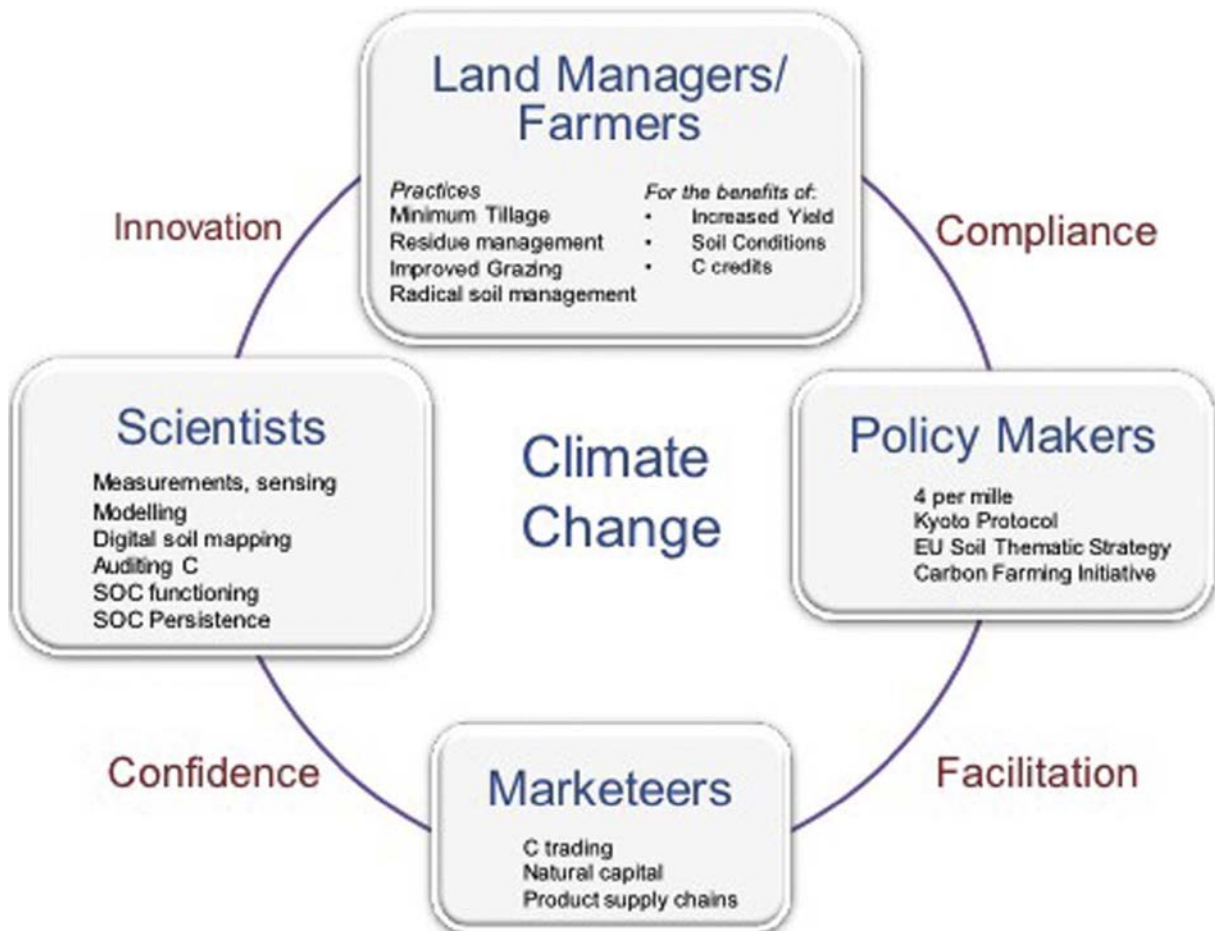 Land Managers/
Farmers
Practices
Minimum Tillage
Residue management
Improved Grazing
Radical soil management
For the benefits of:
• Increased Yield
• Soil Conditions
• C credits
Innovation
Compliance
Scientists
Measurements, sensing
Modelling
Digital soil mapping
Auditing C
SOC functioning
SOC Persistence
Climate
Change
Policy Makers
4 per mille
Kyoto Protocol
EU Soil Thematic Strategy
Carbon Farming Initiative
Confidence
Facilitation
Marketeers
C trading
Natural capital
Product supply chains